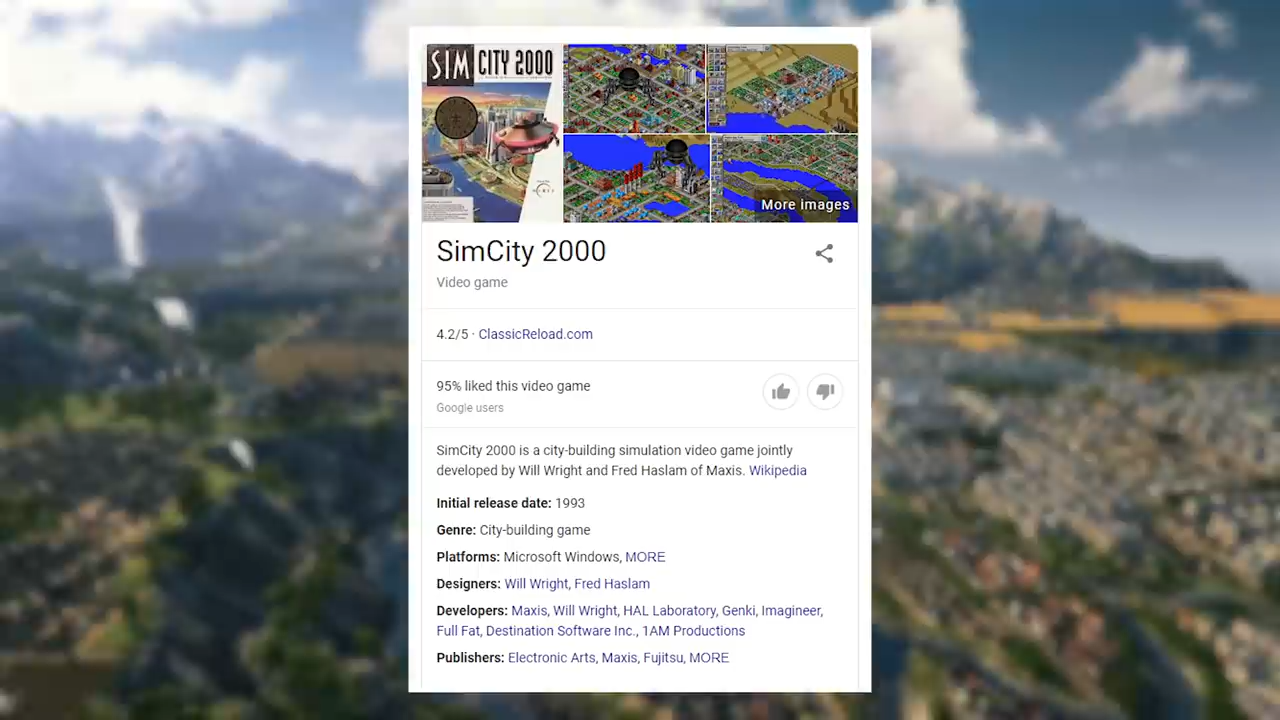 SIM CITY 2000
More images
SimCity 2000
Video game
4.2/5 · ClassicReload.com
95% liked this video game
Google users
SimCity 2000 is a city-building simulation video game jointly
developed by Will Wright and Fred Haslam of Maxis. Wikipedia
Initial release date: 1993
Genre: City-building game
Platforms: Microsoft Windows, MORE
Designers: Will Wright, Fred Haslam
Developers: Maxis, Will Wright, HAL Laboratory, Genki, Imagineer,
Full Fat, Destination Software Inc., 1AM Productions
Publishers: Electronic Arts, Maxis, Fujitsu, MORE